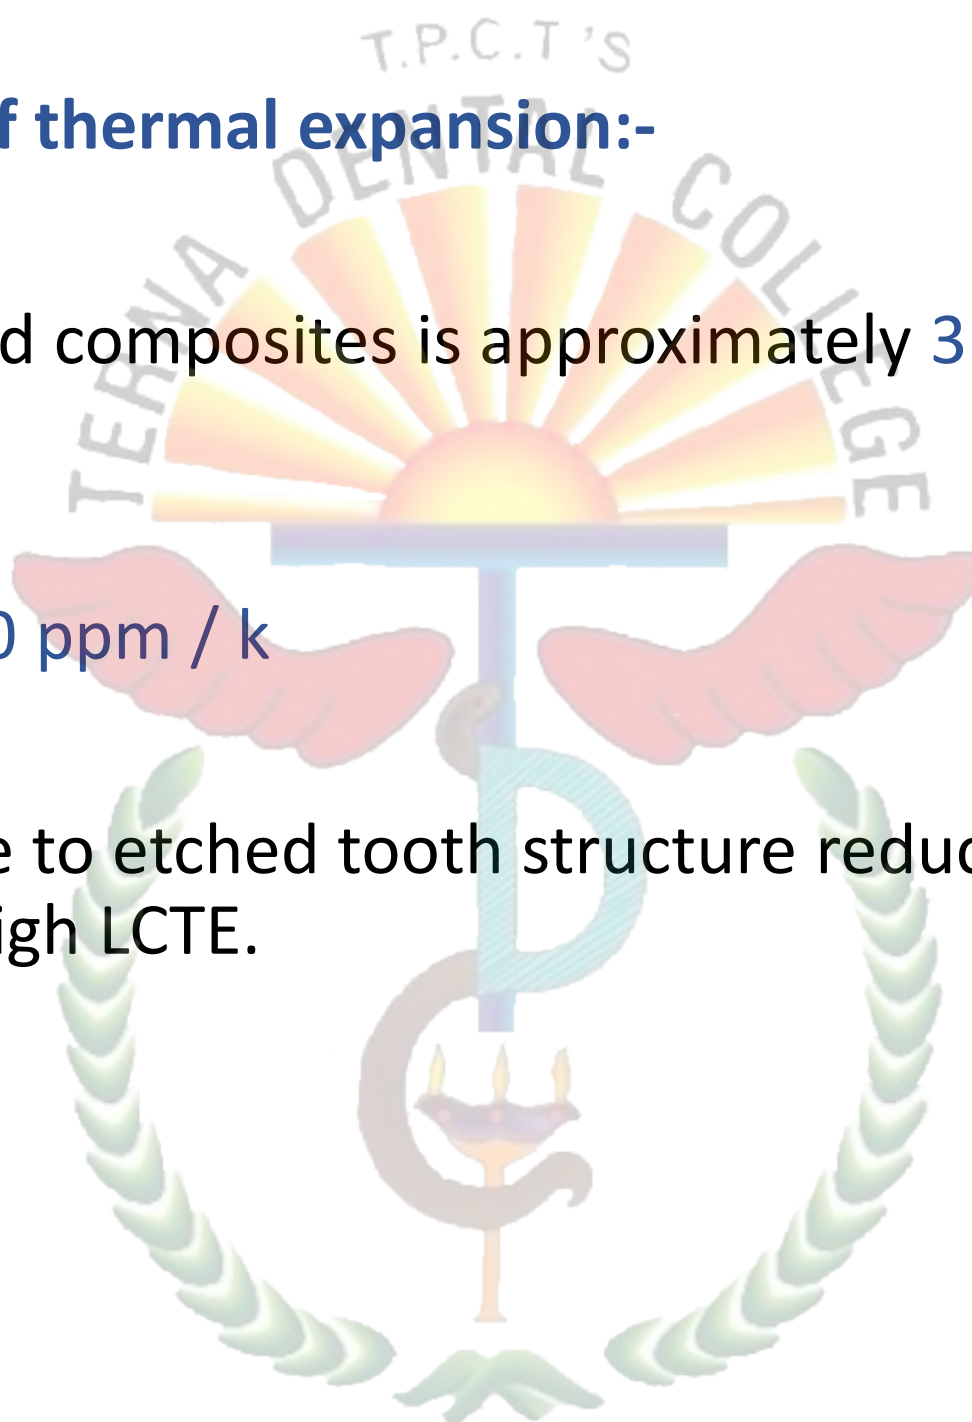 T.P.C.T'S
TERNA DENTAL COLLEGE
f thermal expansion:-
d composites is approximately 3
0 ppm / k
e to etched tooth structure reduc
igh LCTE.